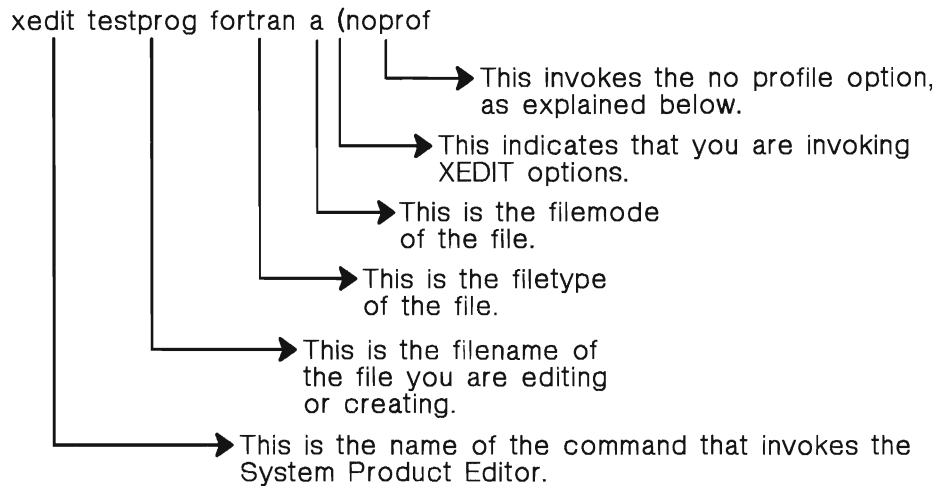 xedit testprog fortran a (noprof
This invokes the no profile option,
as explained below.
This indicates that you are invoking
XEDIT options.
This is the filemode
of the file.
This is the filetype
of the file.
This is the filename of
the file you are editing
or creating.
This is the name of the command that invokes the
System Product Editor.